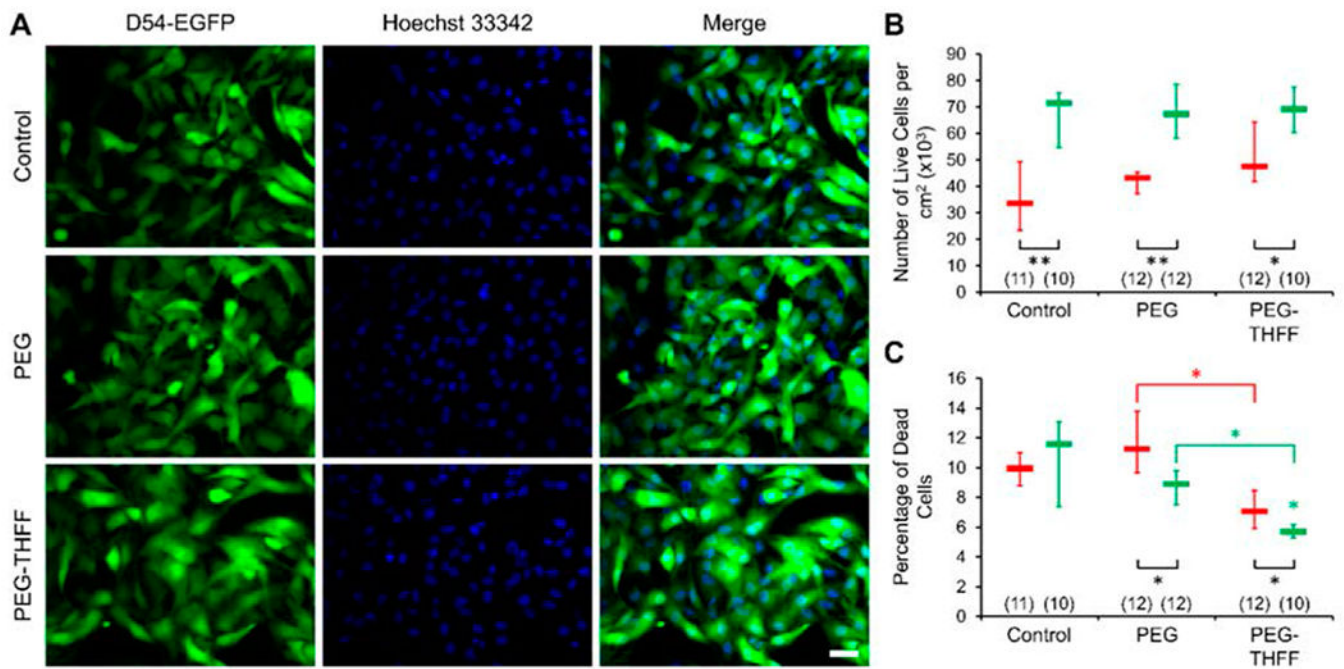 A
D54-EGFP
Hoechst 33342
Merge
Control
PEG
PEG-THFF
B
Number of Live Cells per
cm² (x10³)
90
80
70
60
50
40
30
20
10
0
** ** *
(11) (10) (12) (12) (12) (10)
Control PEG PEG-
THFF
C
Percentage of Dead
Cells
16
14
12
10
8
6
4
2
0
*
*
*
* *
(11) (10) (12) (12) (12) (10)
Control PEG PEG-
THFF